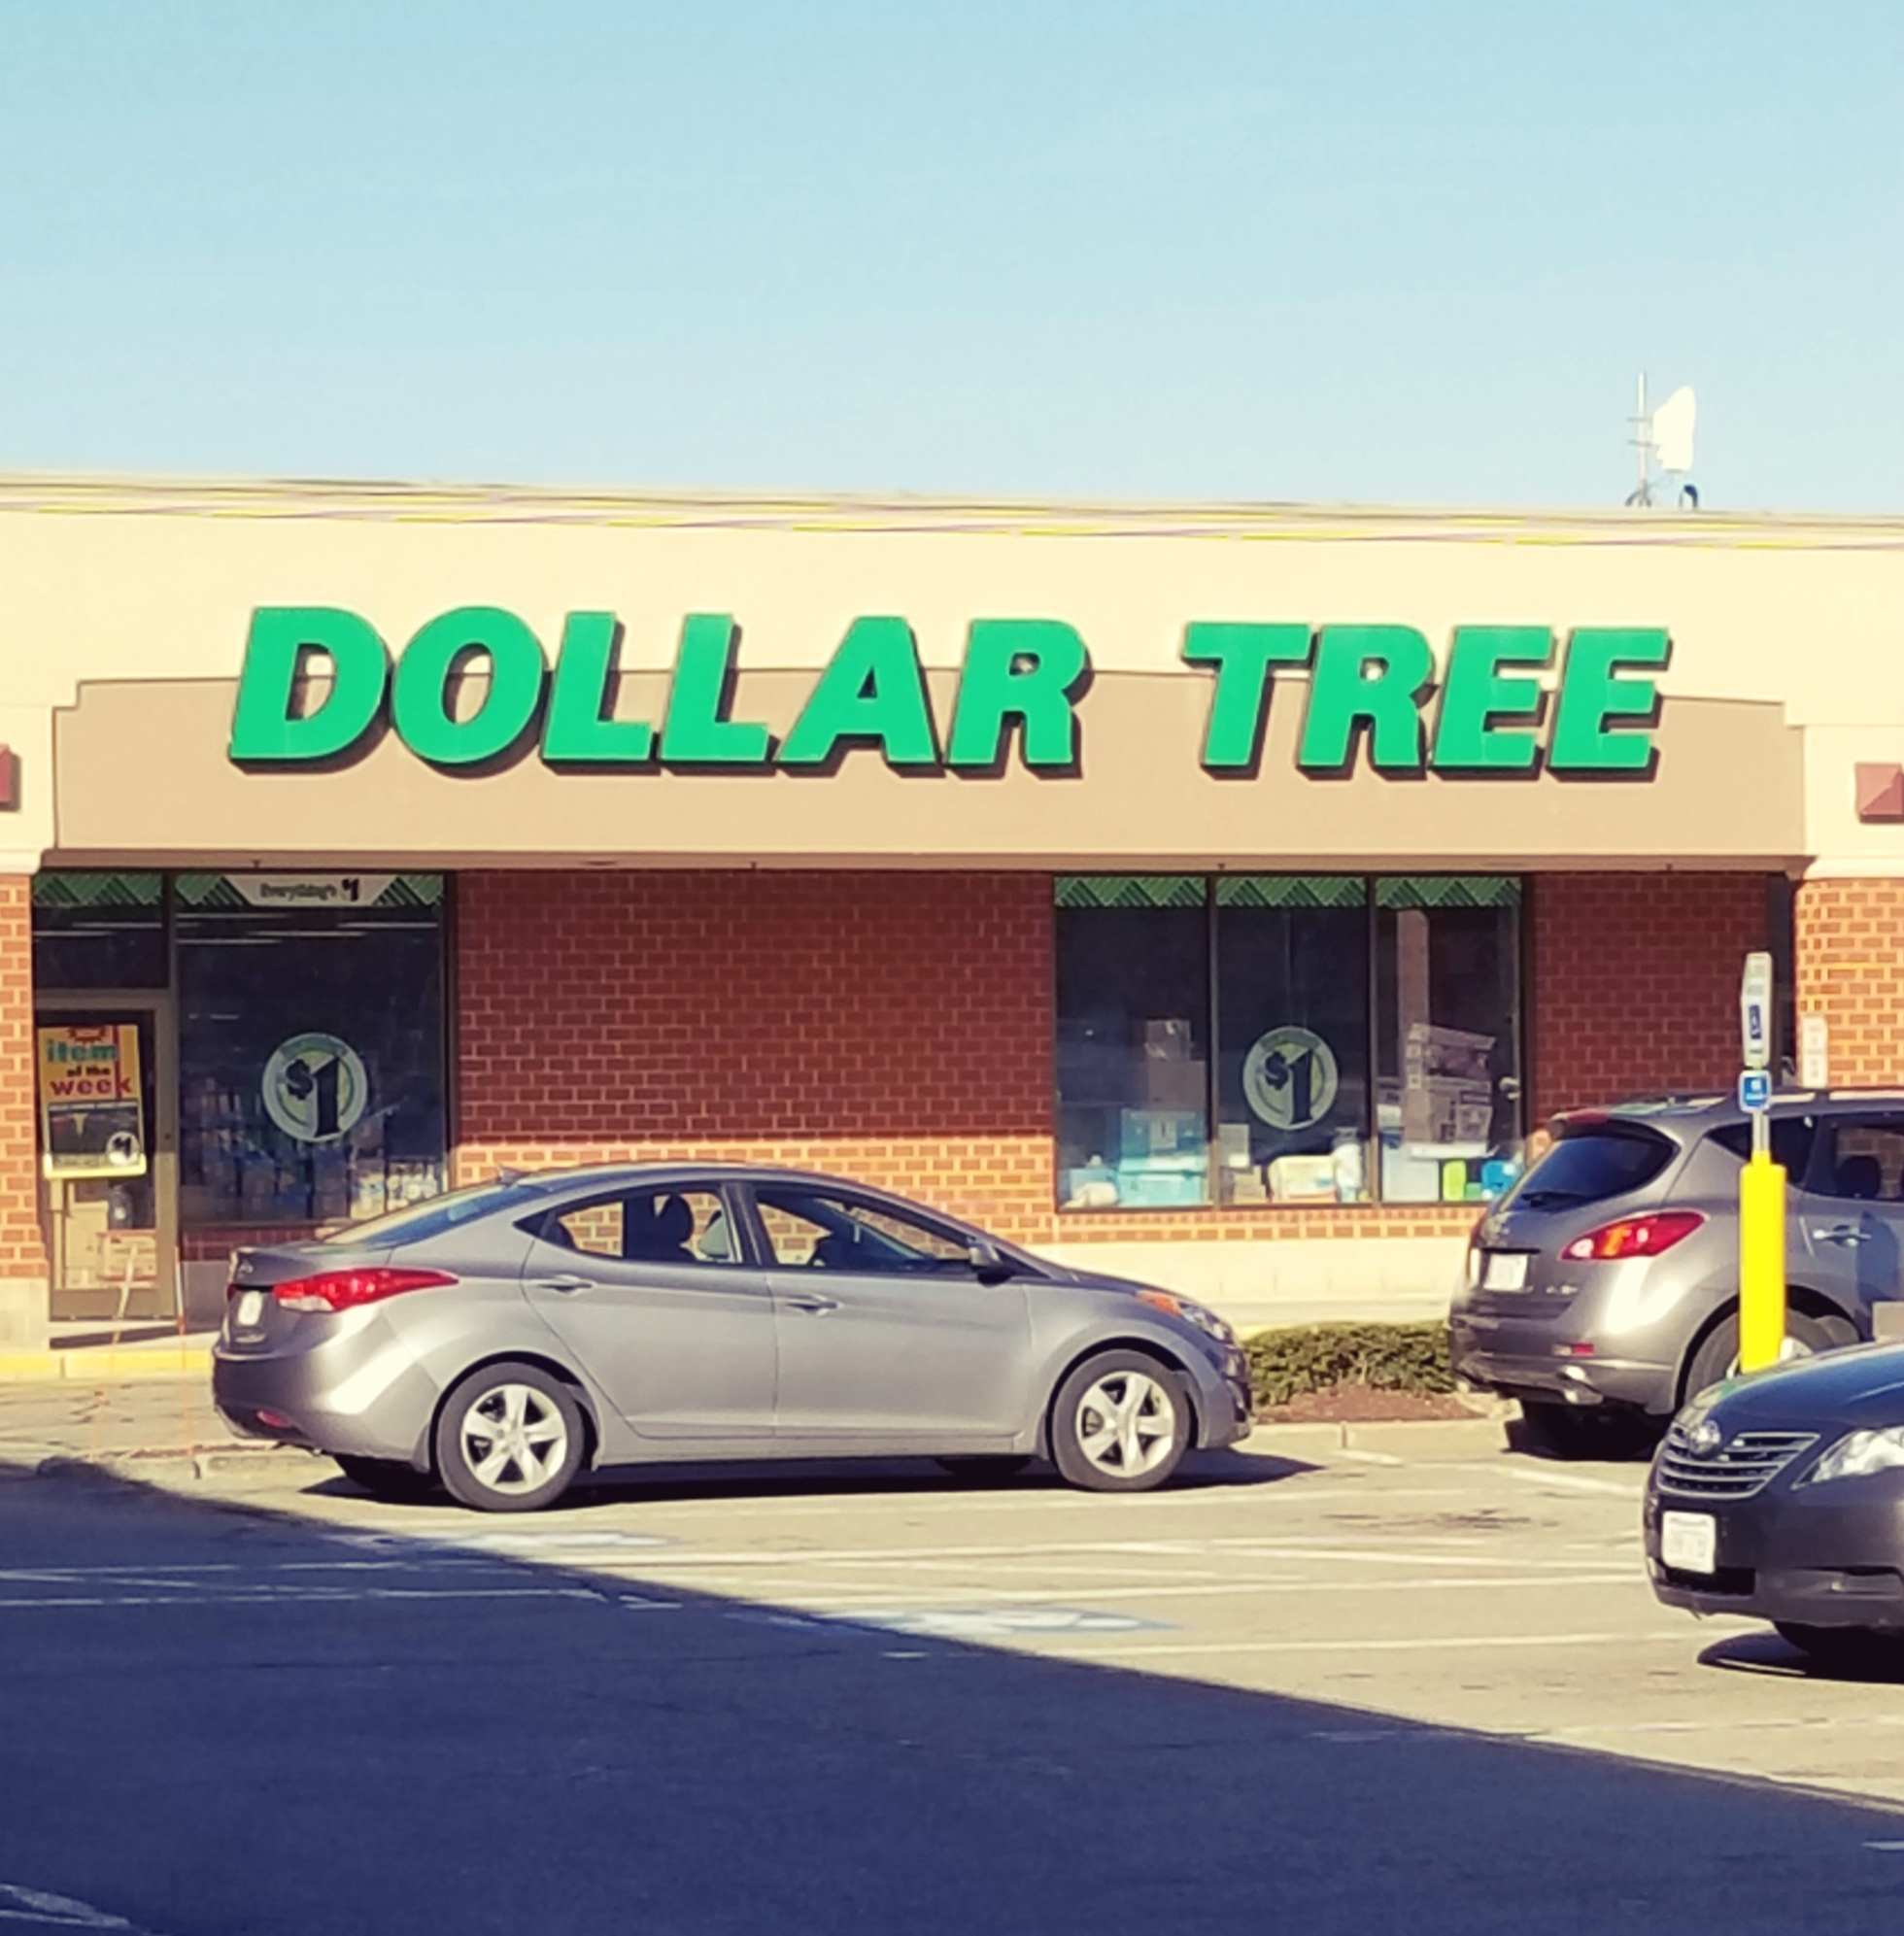 DOLLAR TREE
Everything's $1
item
of the
week
$1
$1